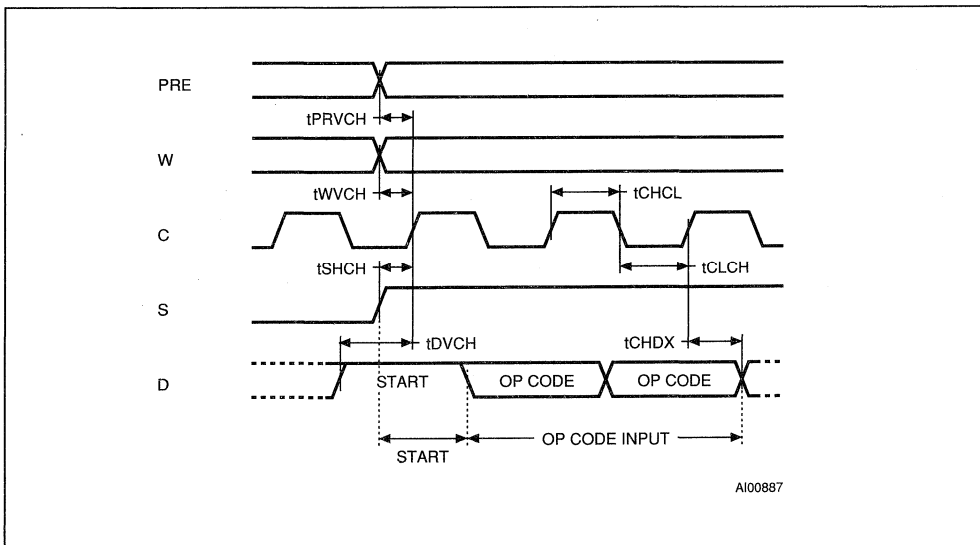 PRE
tPRVCH
W
tWVCH
tCHCL
C
tSHCH
tCLCH
S
tDVCH
tCHDX
D
START
OP CODE
OP CODE
OP CODE INPUT
START
AI00887